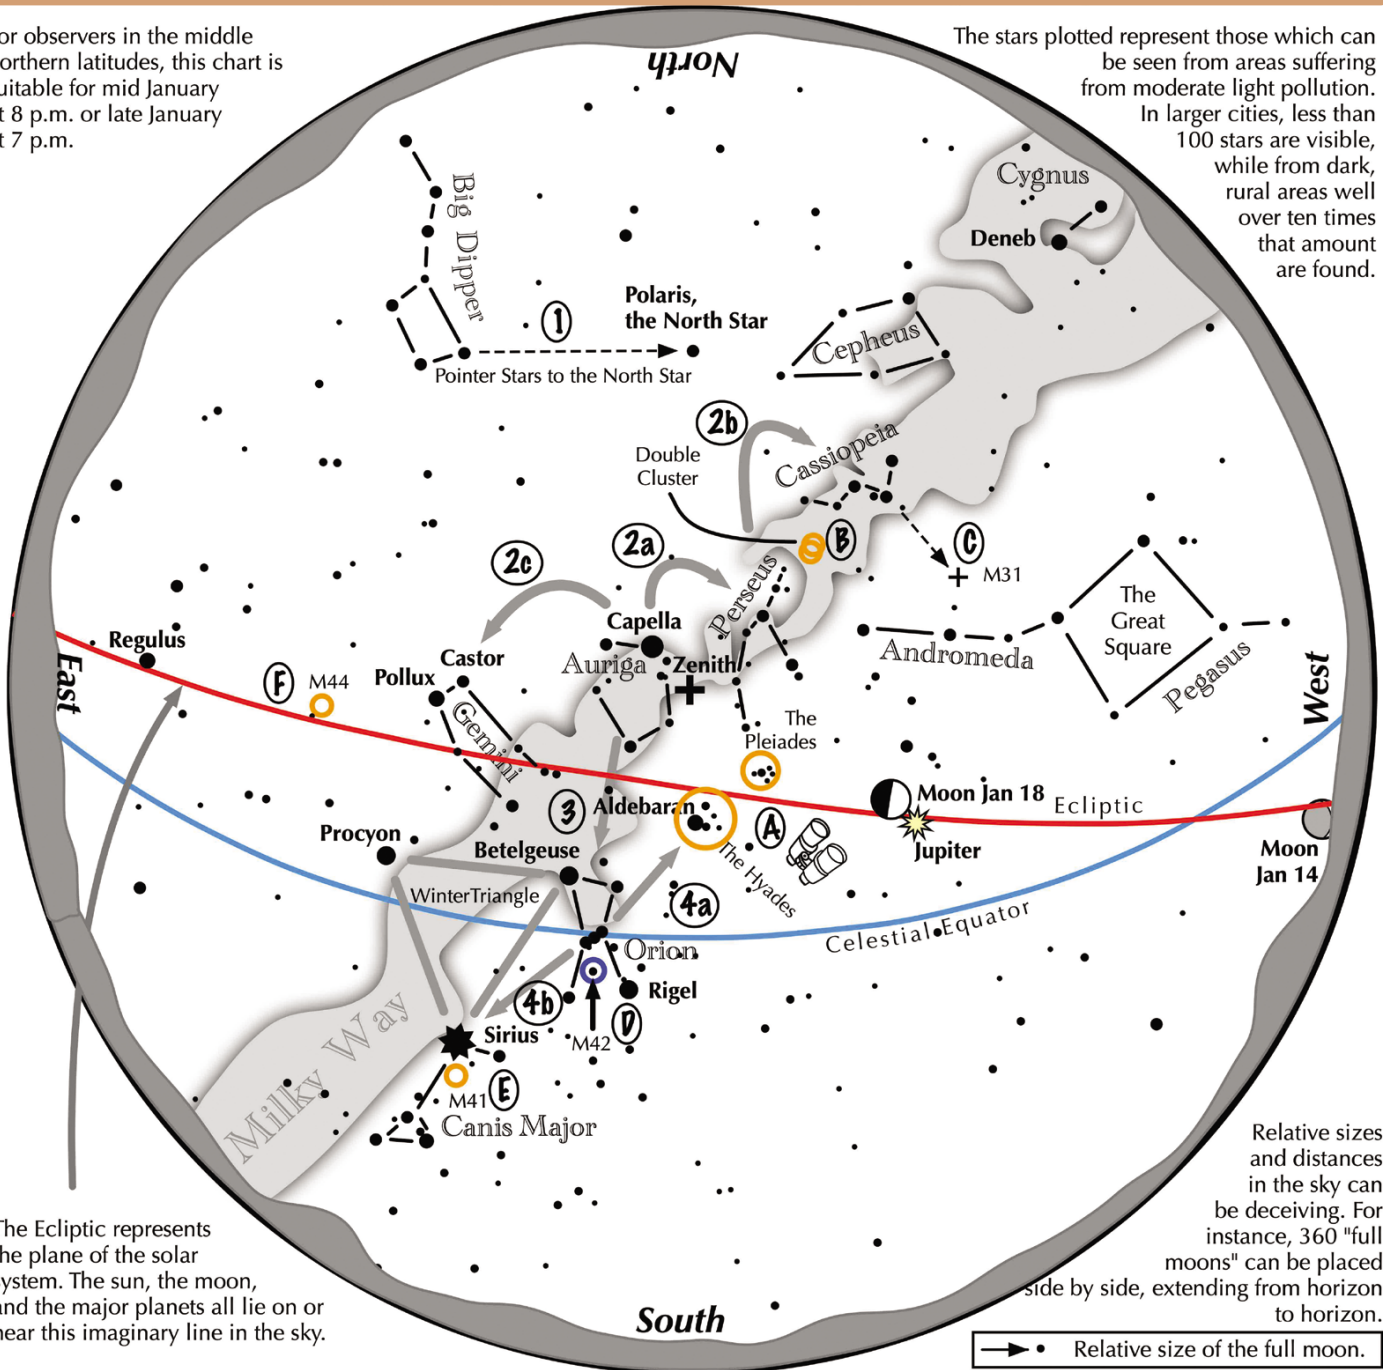 or observers in the middle
orthern latitudes, this chart is
uitable for mid January
t 8 p.m. or late January
t 7 p.m.
The stars plotted represent those which can
be seen from areas suffering
from moderate light pollution.
In larger cities, less than
100 stars are visible,
while from dark,
rural areas well
over ten times
that amount
are found.
North
Cygnus
Deneb
Big Dipper
1
Polaris,
the North Star
Pointer Stars to the North Star
Cepheus
2b
Cassiopeia
Double
Cluster
B
C
M31
2c
2a
Perseus
The
Great
Square
Pegasus
Andromeda
Capella
Auriga
Zenith
Regulus
East
F
M44
Castor
Pollux
Gemini
West
The
Pleiades
Moon Jan 18
Ecliptic
Jupiter
Moon
Jan 14
3
Aldebaran
A
The Hyades
Procyon
Betelgeuse
Winter Triangle
4a
Celestial Equator
Orion
Rigel
4b
D
M42
Sirius
M41
E
Canis Major
Milky Way
The Ecliptic represents
the plane of the solar
system. The sun, the moon,
and the major planets all lie on or
near this imaginary line in the sky.
South
Relative sizes
and distances
in the sky can
be deceiving. For
instance, 360 "full
moons" can be placed
side by side, extending from horizon
to horizon.
Relative size of the full moon.